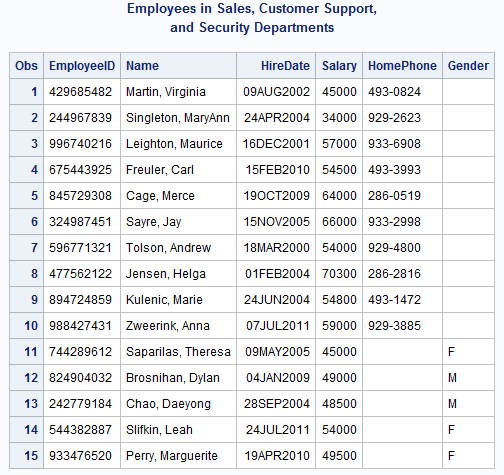 Employees in Sales, Customer Support,
and Security Departments
Obs EmployeeID Name HireDate Salary HomePhone Gender
1 429685482 Martin, Virginia 09AUG2002 45000 493-0824
2 244967839 Singleton, MaryAnn 24APR2004 34000 929-2623
3 996740216 Leighton, Maurice 16DEC2001 57000 933-6908
4 675443925 Freuler, Carl 15FEB2010 54500 493-3993
5 845729308 Cage, Merce 19OCT2009 64000 286-0519
6 324987451 Sayre, Jay 15NOV2005 66000 933-2998
7 596771321 Tolson, Andrew 18MAR2000 54000 929-4800
8 477562122 Jensen, Helga 01FEB2004 70300 286-2816
9 894724859 Kulenic, Marie 24JUN2004 54800 493-1472
10 988427431 Zweerink, Anna 07JUL2011 59000 929-3885
11 744289612 Saparilas, Theresa 09MAY2005 45000 F
12 824904032 Brosnihan, Dylan 04JAN2009 49000 M
13 242779184 Chao, Daeyong 28SEP2004 48500 M
14 544382887 Slifkin, Leah 24JUL2011 54000 F
15 933476520 Perry, Marguerite 19APR2010 49500 F